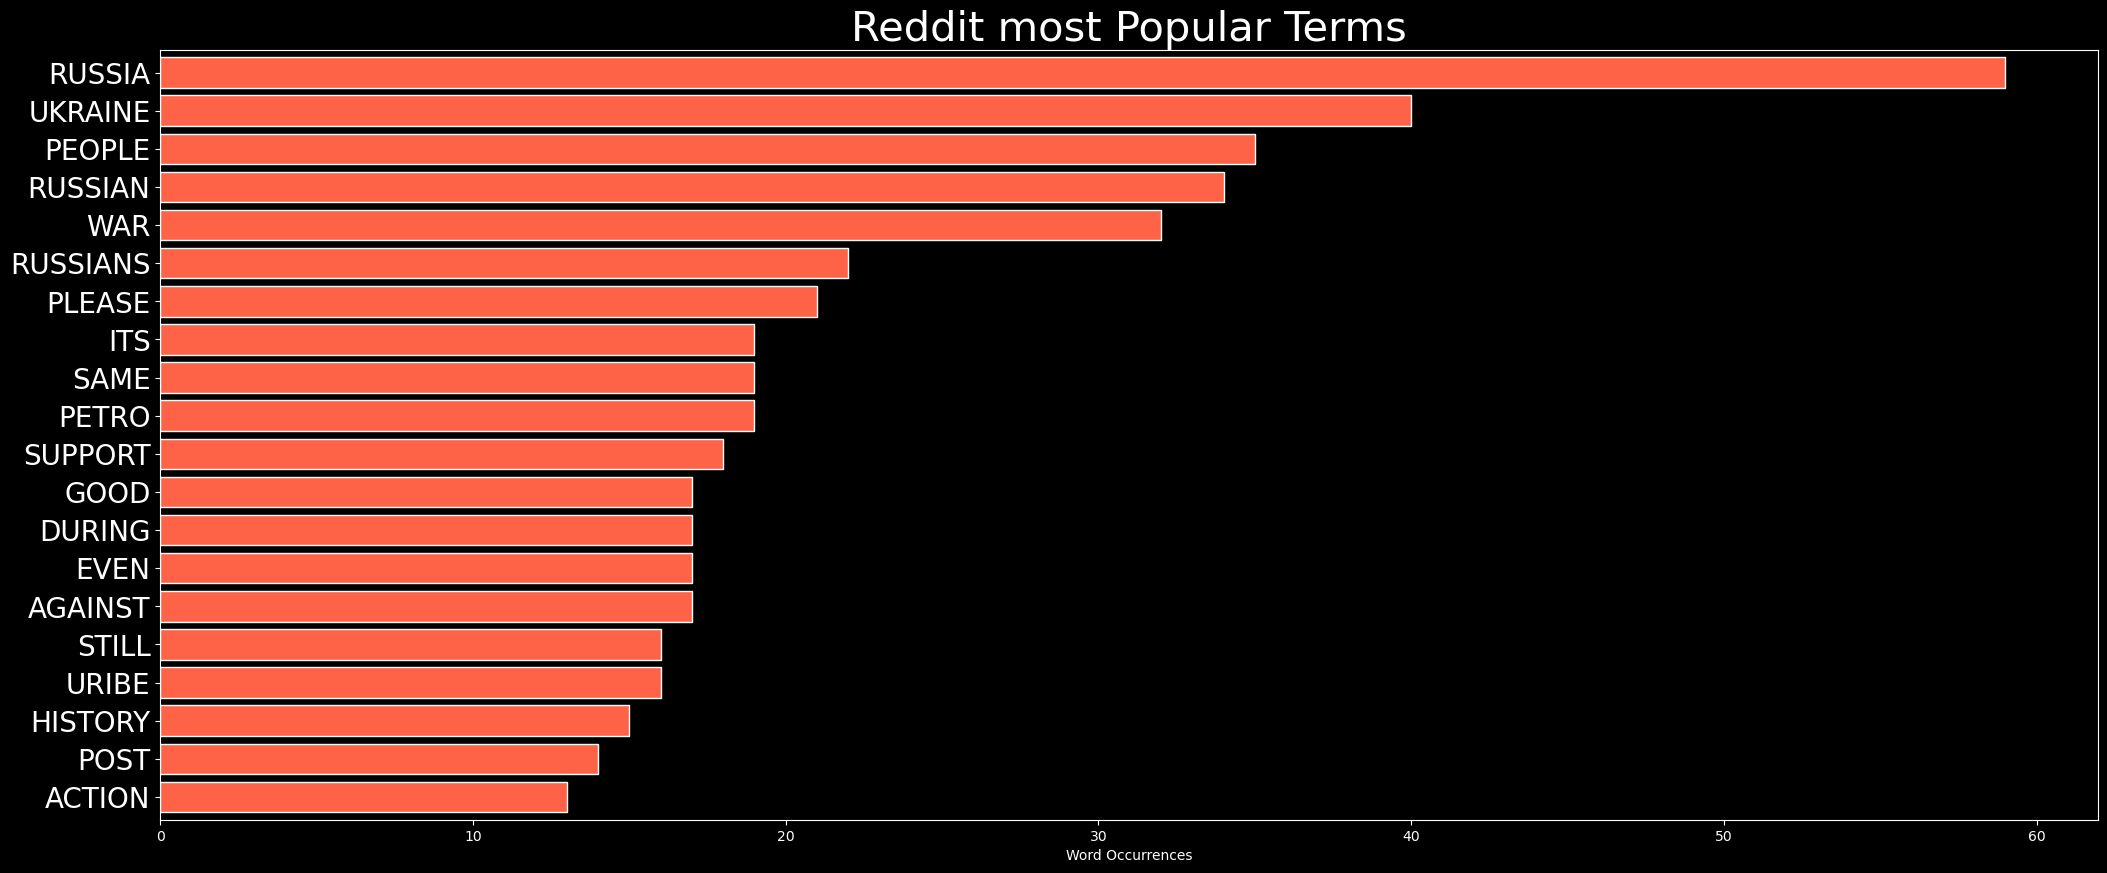 Reddit most Popular Terms
RUSSIA
UKRAINE
PEOPLE
RUSSIAN
WAR
RUSSIANS
PLEASE
ITS
SAME
PETRO
SUPPORT
GOOD
DURING
EVEN
AGAINST
STILL
URIBE
HISTORY
POST
ACTION
0 10 20 30 40 50 60
Word Occurrences